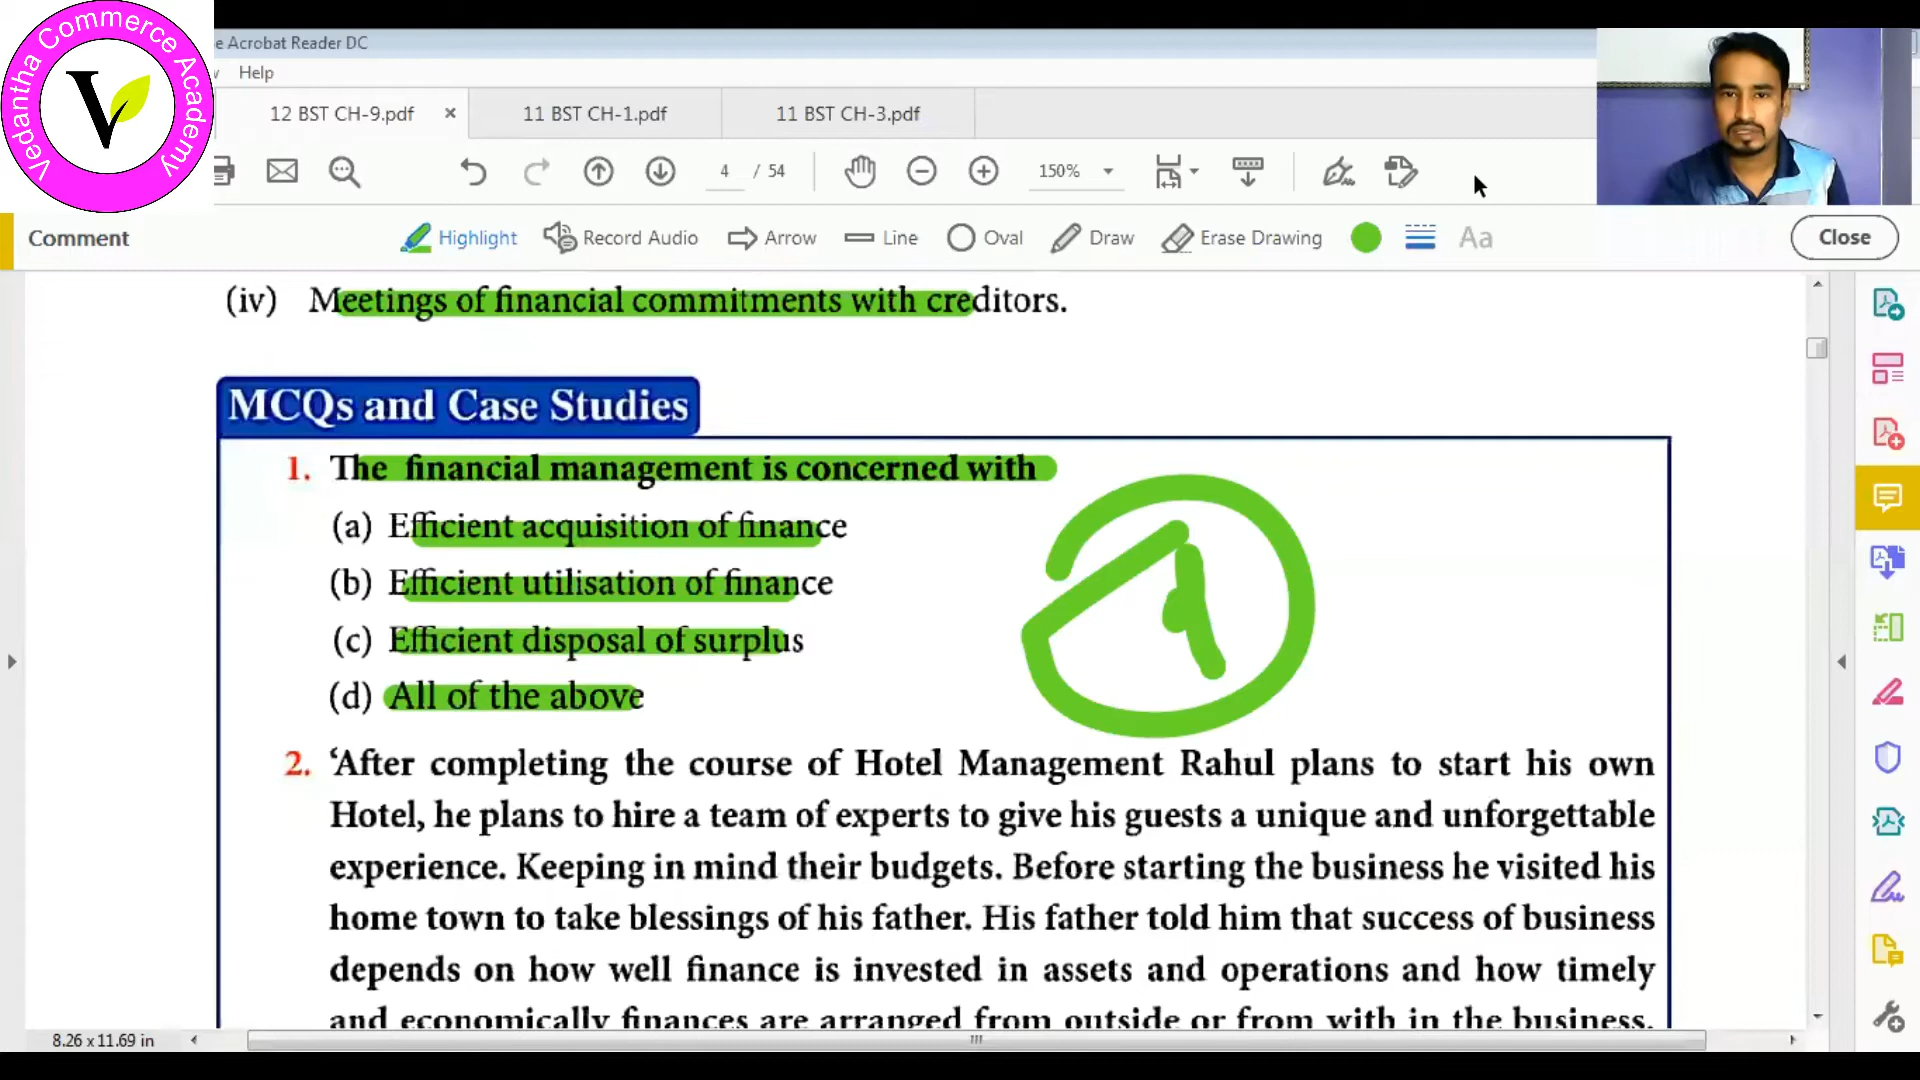 Vedantha Commerce Academy
V
e Acrobat Reader DC
Help
12 BST CH-9.pdf × 11 BST CH-1.pdf 11 BST CH-3.pdf
4 / 54 150%
Comment Highlight Record Audio Arrow Line Oval Draw Erase Drawing Aa Close
(iv) Meetings of financial commitments with creditors.
MCQs and Case Studies
1. The financial management is concerned with
(a) Efficient acquisition of finance
(b) Efficient utilisation of finance
(c) Efficient disposal of surplus
(d) All of the above
2. ‘After completing the course of Hotel Management Rahul plans to start his own
Hotel, he plans to hire a team of experts to give his guests a unique and unforgettable
experience. Keeping in mind their budgets. Before starting the business he visited his
home town to take blessings of his father. His father told him that success of business
depends on how well finance is invested in assets and operations and how timely
and economically finances are arranged from outside or from with in the business.
8.26 x 11.69 in